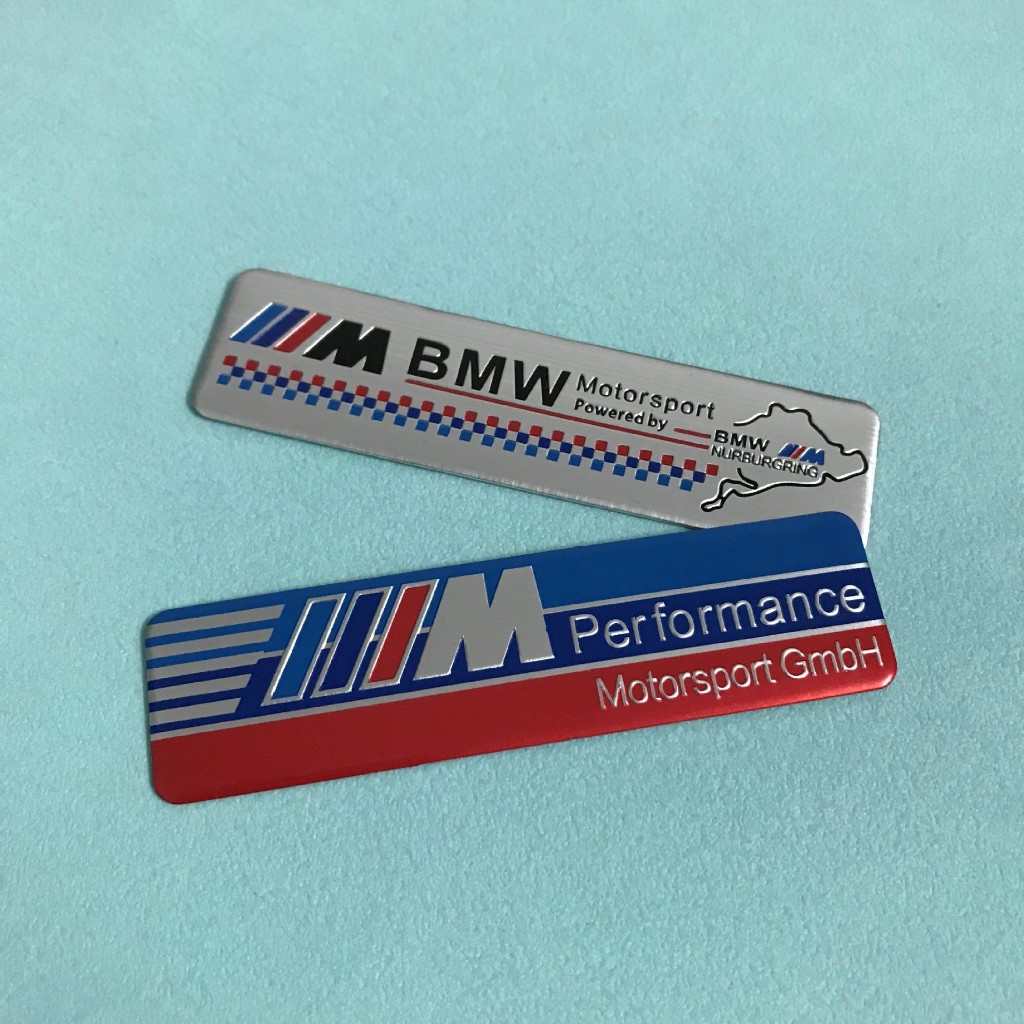 M BMW Motorsport
Powered by
BMW M
NURBURGRING
M Performance
Motorsport GmbH